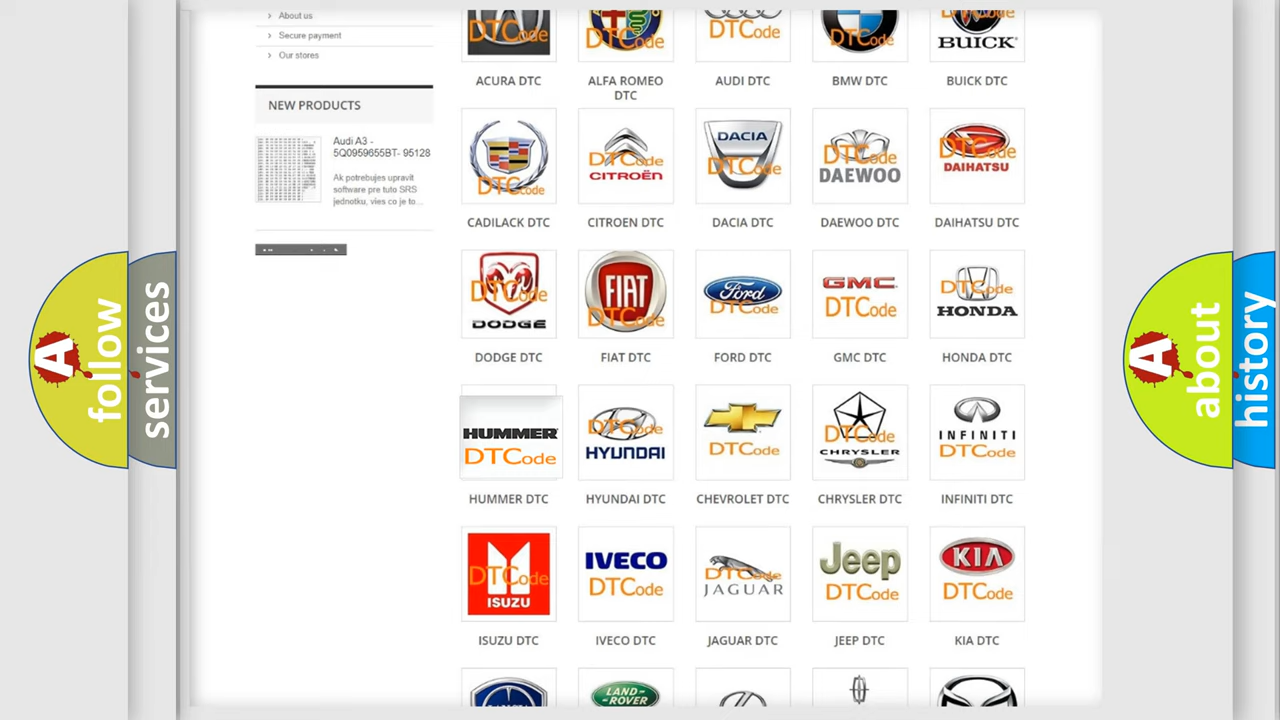 About us
Secure payment
Our stores
NEW PRODUCTS
Audi A3 -
5Q0959655BT- 95128
Ak potrebujes upravit
software pre tuto SRS
jednotku, vies co je to...
DTCode
DTCode
DTCode
DTCode
BUICK
ACURA DTC
ALFA ROMEO
DTC
AUDI DTC
BMW DTC
BUICK DTC
DTCode
DTCode
CITROËN
DACIA
DTCode
DTCode
DAEWOO
DTCode
DAIHATSU
CADILACK DTC
CITROEN DTC
DACIA DTC
DAEWOO DTC
DAIHATSU DTC
DTCode
DODGE
FIAT
DTCode
Ford
DTCode
GMC
DTCode
DTCode
HONDA
DODGE DTC
FIAT DTC
FORD DTC
GMC DTC
HONDA DTC
HUMMER
DTCode
DTCode
HYUNDAI
DTCode
DTCode
CHRYSLER
INFINITI
DTCode
HUMMER DTC
HYUNDAI DTC
CHEVROLET DTC
CHRYSLER DTC
INFINITI DTC
DTCode
ISUZU
IVECO
DTCode
DTCode
JAGUAR
Jeep
DTCode
KIA
DTCode
ISUZU DTC
IVECO DTC
JAGUAR DTC
JEEP DTC
KIA DTC
LAND-
ROVER
A follow
services
A about
history